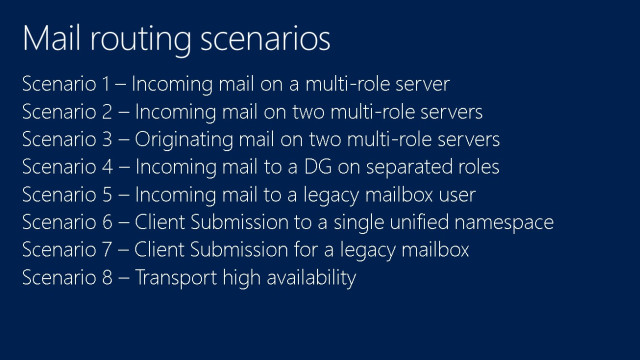 Mail routing scenarios
Scenario 1 – Incoming mail on a multi-role server
Scenario 2 – Incoming mail on two multi-role servers
Scenario 3 – Originating mail on two multi-role servers
Scenario 4 – Incoming mail to a DG on separated roles
Scenario 5 – Incoming mail to a legacy mailbox user
Scenario 6 – Client Submission to a single unified namespace
Scenario 7 – Client Submission for a legacy mailbox
Scenario 8 – Transport high availability